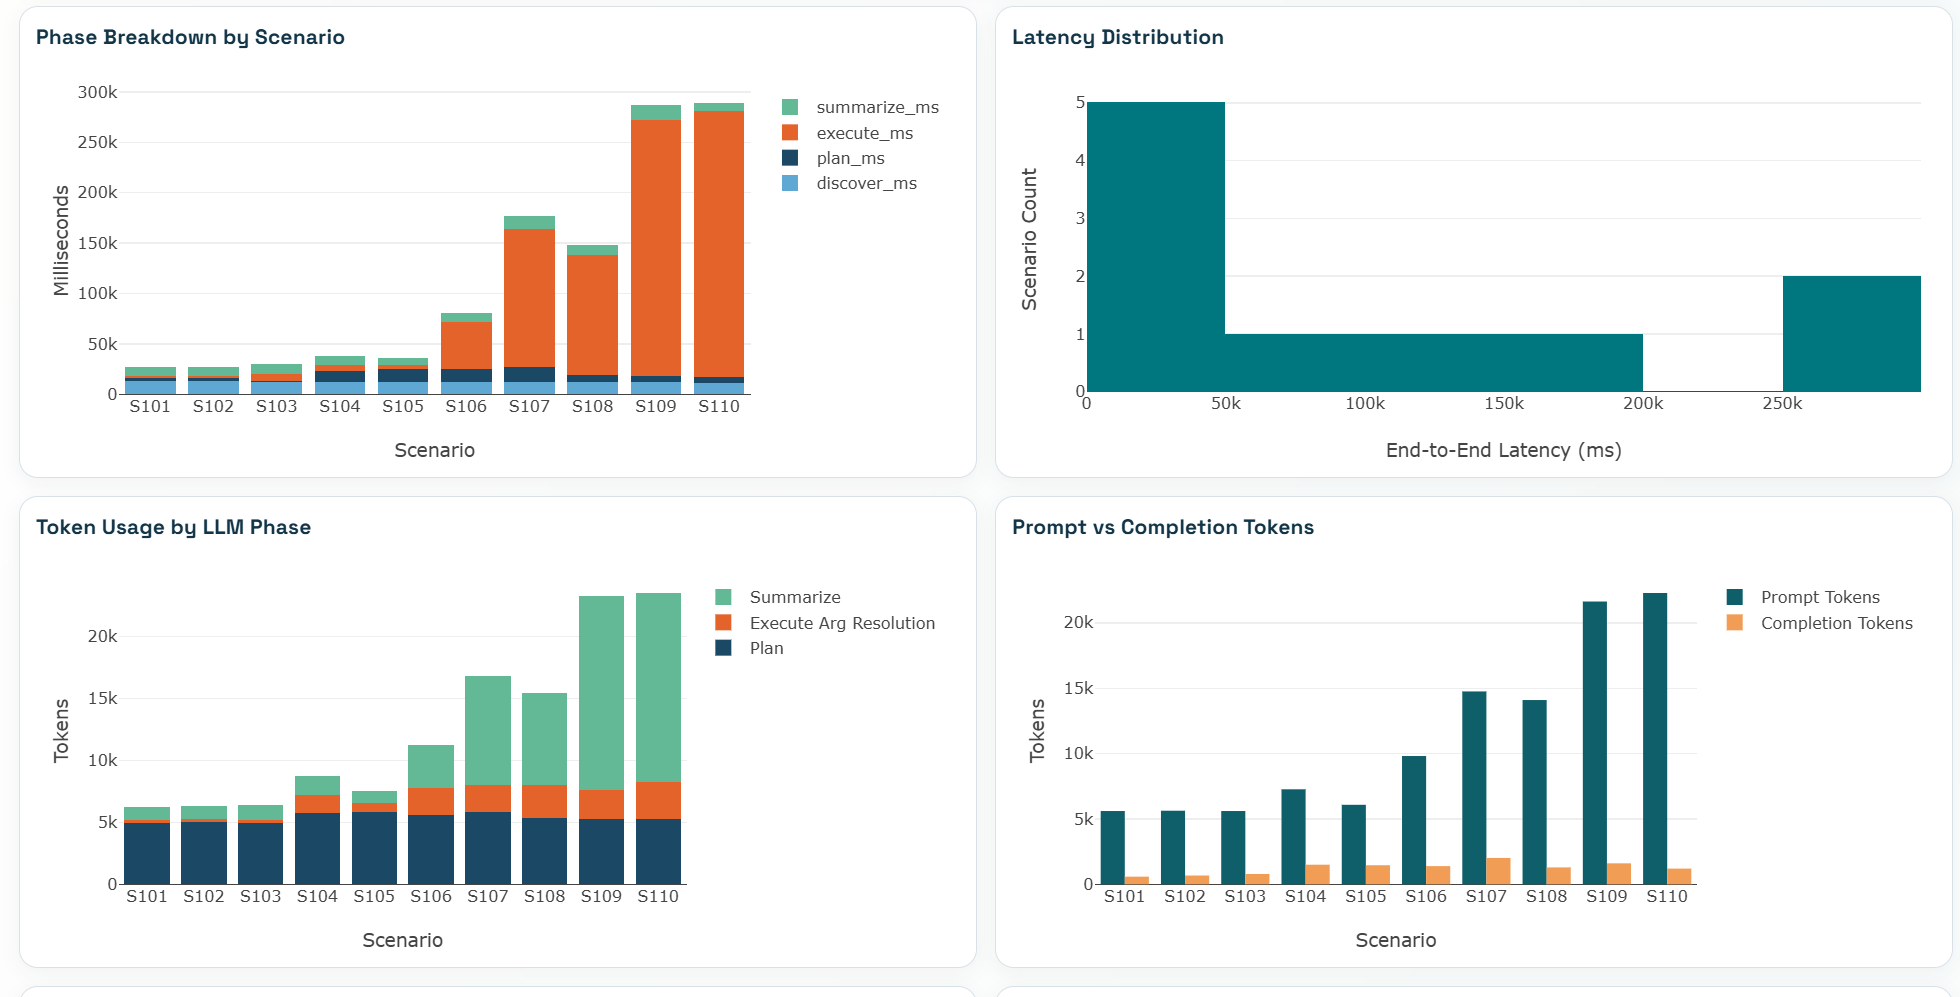 Phase Breakdown by Scenario
300k
250k
200k
150k
100k
50k
0
Milliseconds
S101 S102 S103 S104 S105 S106 S107 S108 S109 S110
Scenario
summarize_ms
execute_ms
plan_ms
discover_ms
Latency Distribution
5
4
3
2
1
0
Scenario Count
0 50k 100k 150k 200k 250k
End-to-End Latency (ms)
Token Usage by LLM Phase
20k
15k
10k
5k
0
Tokens
S101 S102 S103 S104 S105 S106 S107 S108 S109 S110
Scenario
Summarize
Execute Arg Resolution
Plan
Prompt vs Completion Tokens
20k
15k
10k
5k
0
Tokens
S101 S102 S103 S104 S105 S106 S107 S108 S109 S110
Scenario
Prompt Tokens
Completion Tokens